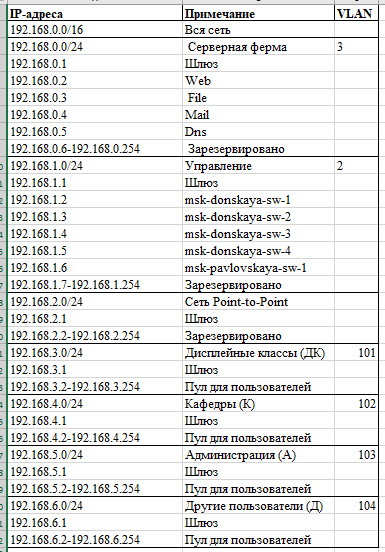 IP-адреса Примечание VLAN
192.168.0.0/16 Вся сеть
192.168.0.0/24 Серверная ферма 3
192.168.0.1 Шлюз
192.168.0.2 Web
192.168.0.3 File
192.168.0.4 Mail
192.168.0.5 Dns
192.168.0.6-192.168.0.254 Зарезервировано
192.168.1.0/24 Управление 2
192.168.1.1 Шлюз
192.168.1.2 msk-donskaya-sw-1
192.168.1.3 msk-donskaya-sw-2
192.168.1.4 msk-donskaya-sw-3
192.168.1.5 msk-donskaya-sw-4
192.168.1.6 msk-pavlovskaya-sw-1
192.168.1.7-192.168.1.254 Зарезервировано
192.168.2.0/24 Сеть Point-to-Point
192.168.2.1 Шлюз
192.168.2.2-192.168.2.254 Зарезервировано
192.168.3.0/24 Дисплейные классы (ДК) 101
192.168.3.1 Шлюз
192.168.3.2-192.168.3.254 Пул для пользователей
192.168.4.0/24 Кафедры (К) 102
192.168.4.1 Шлюз
192.168.4.2-192.168.4.254 Пул для пользователей
192.168.5.0/24 Администрация (А) 103
192.168.5.1 Шлюз
192.168.5.2-192.168.5.254 Пул для пользователей
192.168.6.0/24 Другие пользователи (Д) 104
192.168.6.1 Шлюз
192.168.6.2-192.168.6.254 Пул для пользователей